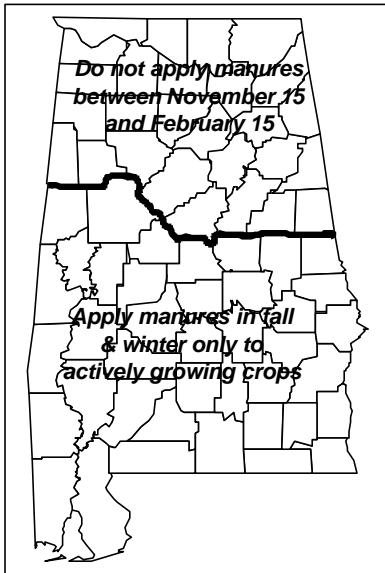 Do not apply manures
between November 15
and February 15
Apply manures in fall
& winter only to
actively growing crops